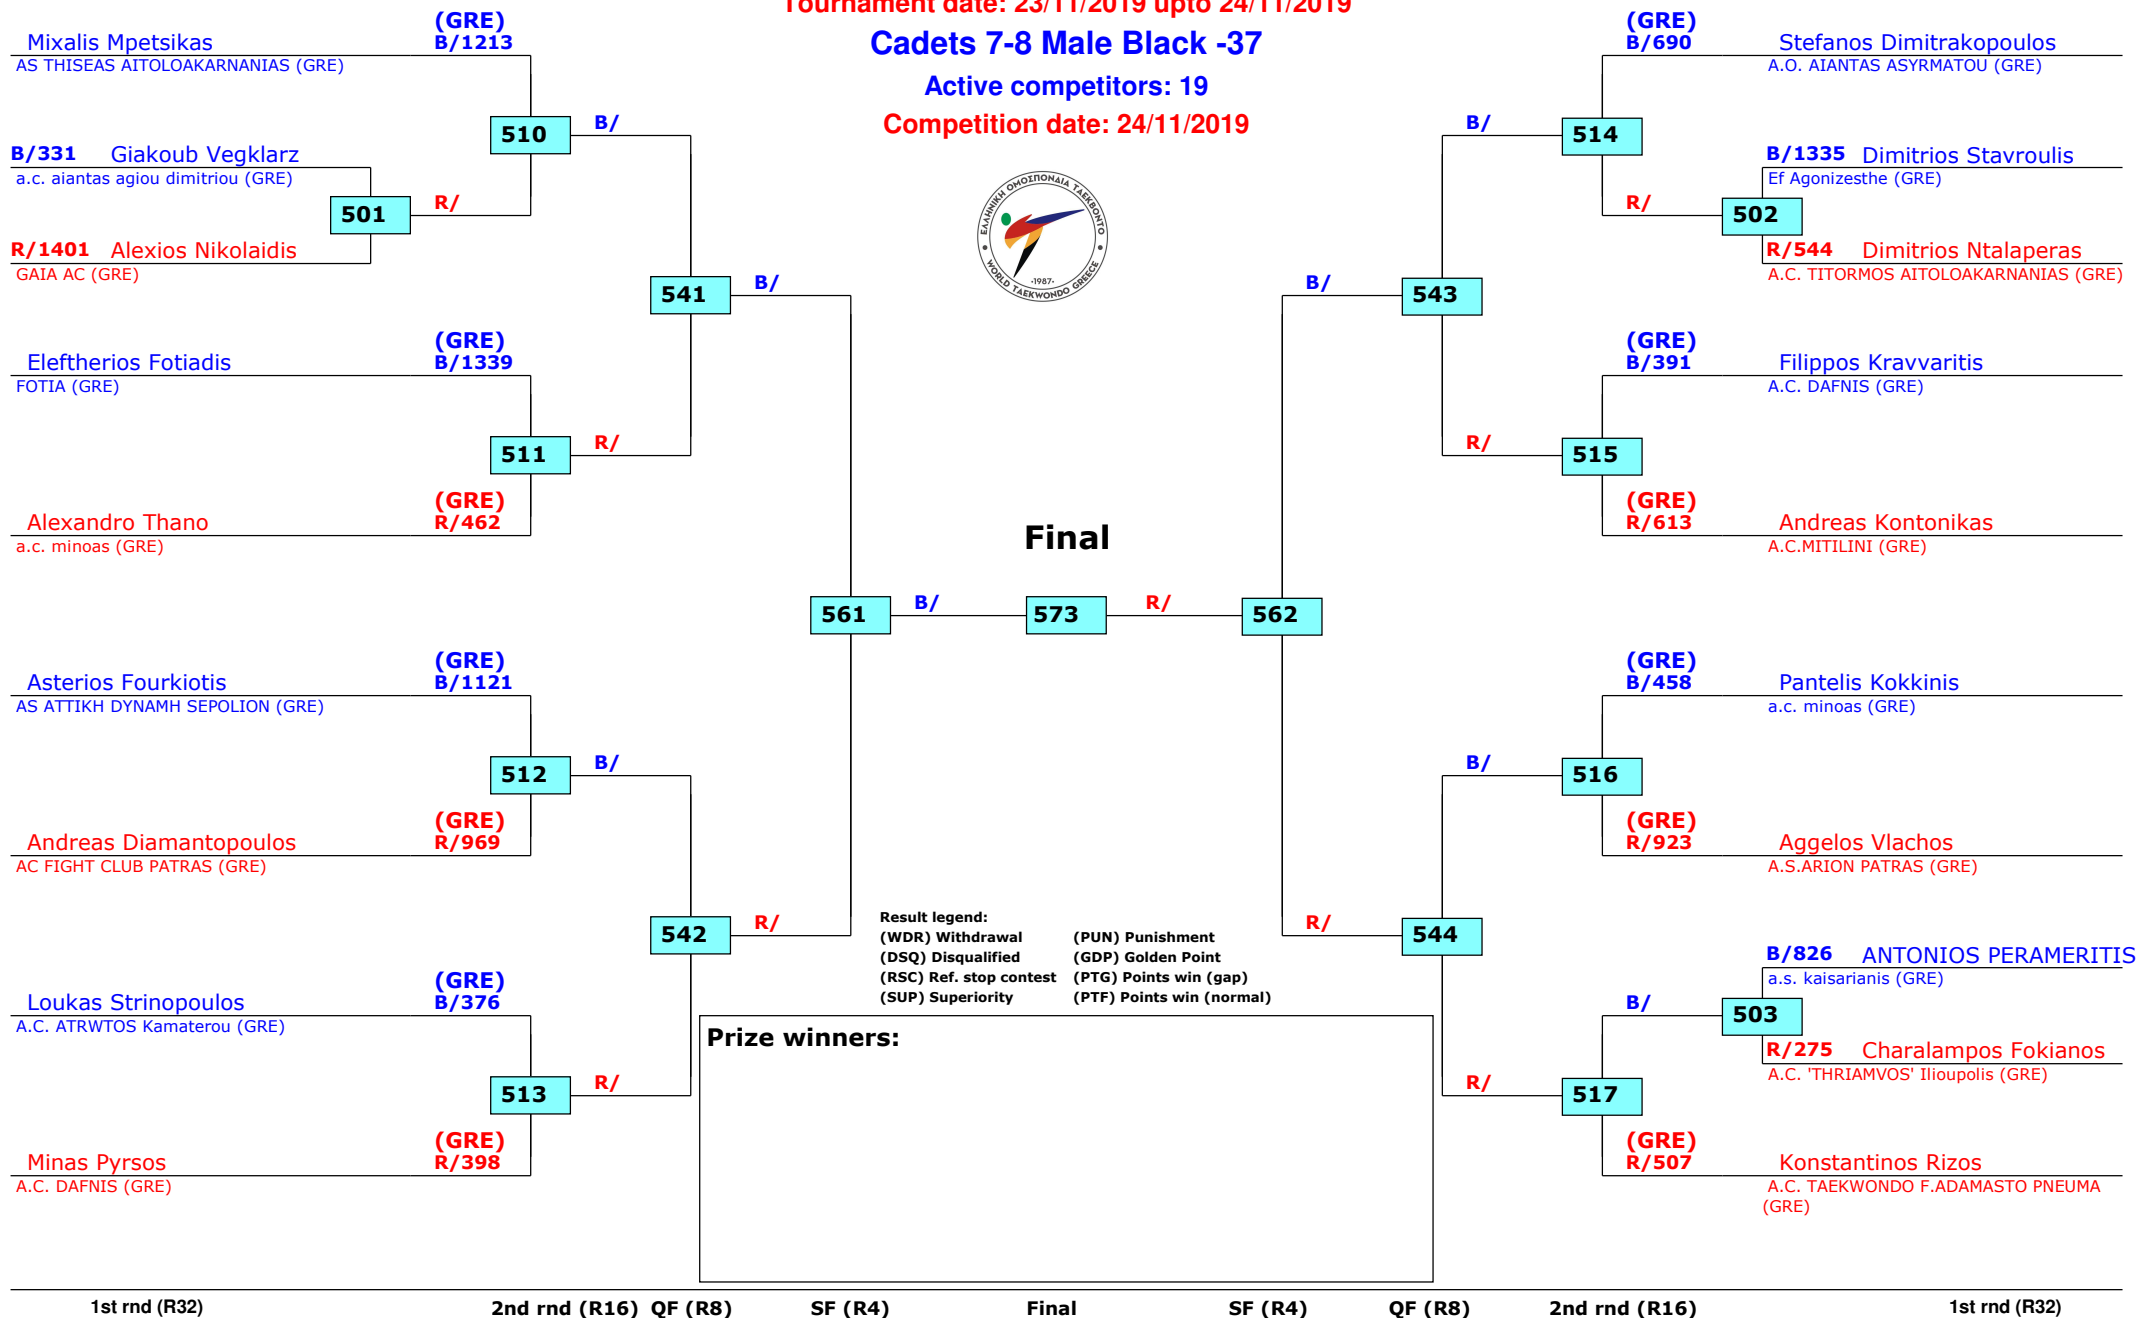 Tournament date: 23/11/2019 upto 24/11/2019
Cadets 7-8 Male Black -37
Active competitors: 19
Competition date: 24/11/2019
ΕΛΛΗΝΙΚΗ ΟΜΟΣΠΟΝΔΙΑ ΤΑΕΚΒΟΝΤΟ
·1987·
WORLD TAEKWONDO GREECE
(GRE)
Mixalis Mpetsikas B/1213
AS THISEAS AITOLOAKARNANIAS (GRE)
510 B/
B/331 Giakoub Vegklarz
a.c. aiantas agiou dimitriou (GRE)
501 R/
R/1401 Alexios Nikolaidis
GAIA AC (GRE)
541 B/
(GRE)
Eleftherios Fotiadis B/1339
FOTIA (GRE)
511 R/
(GRE)
Alexandro Thano R/462
a.c. minoas (GRE)
561 B/
(GRE)
Asterios Fourkiotis B/1121
AS ATTIKH DYNAMH SEPOLION (GRE)
512 B/
(GRE)
Andreas Diamantopoulos R/969
AC FIGHT CLUB PATRAS (GRE)
542 R/
(GRE)
Loukas Strinopoulos B/376
A.C. ATRWTOS Kamaterou (GRE)
513 R/
(GRE)
Minas Pyrsos R/398
A.C. DAFNIS (GRE)
Final
573
(GRE)
B/690 Stefanos Dimitrakopoulos
A.O. AIANTAS ASYRMATOU (GRE)
B/ 514
B/1335 Dimitrios Stavroulis
Ef Agonizesthe (GRE)
R/ 502
R/544 Dimitrios Ntalaperas
A.C. TITORMOS AITOLOAKARNANIAS (GRE)
B/ 543
(GRE)
B/391 Filippos Kravvaritis
A.C. DAFNIS (GRE)
R/ 515
(GRE)
R/613 Andreas Kontonikas
A.C.MITILINI (GRE)
R/ 562
(GRE)
B/458 Pantelis Kokkinis
a.c. minoas (GRE)
B/ 516
(GRE)
R/923 Aggelos Vlachos
A.S.ARION PATRAS (GRE)
R/ 544
B/826 ANTONIOS PERAMERITIS
a.s. kaisarianis (GRE)
B/ 503
R/275 Charalampos Fokianos
A.C. 'THRIAMVOS' Ilioupolis (GRE)
R/ 517
(GRE)
R/507 Konstantinos Rizos
A.C. TAEKWONDO F.ADAMASTO PNEUMA
(GRE)
Result legend:
(WDR) Withdrawal (PUN) Punishment
(DSQ) Disqualified (GDP) Golden Point
(RSC) Ref. stop contest (PTG) Points win (gap)
(SUP) Superiority (PTF) Points win (normal)
Prize winners:
1st rnd (R32) 2nd rnd (R16) QF (R8) SF (R4) Final SF (R4) QF (R8) 2nd rnd (R16) 1st rnd (R32)